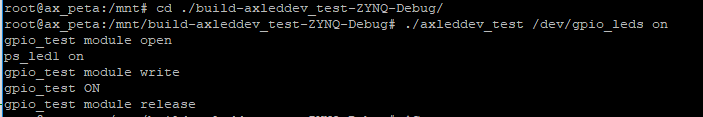 root@ax_peta:/mnt# cd ./build-axleddev_test-ZYNQ-Debug/
root@ax_peta:/mnt/build-axleddev_test-ZYNQ-Debug# ./axleddev_test /dev/gpio_leds on
gpio_test module open
ps_led1 on
gpio_test module write
gpio_test ON
gpio_test module release